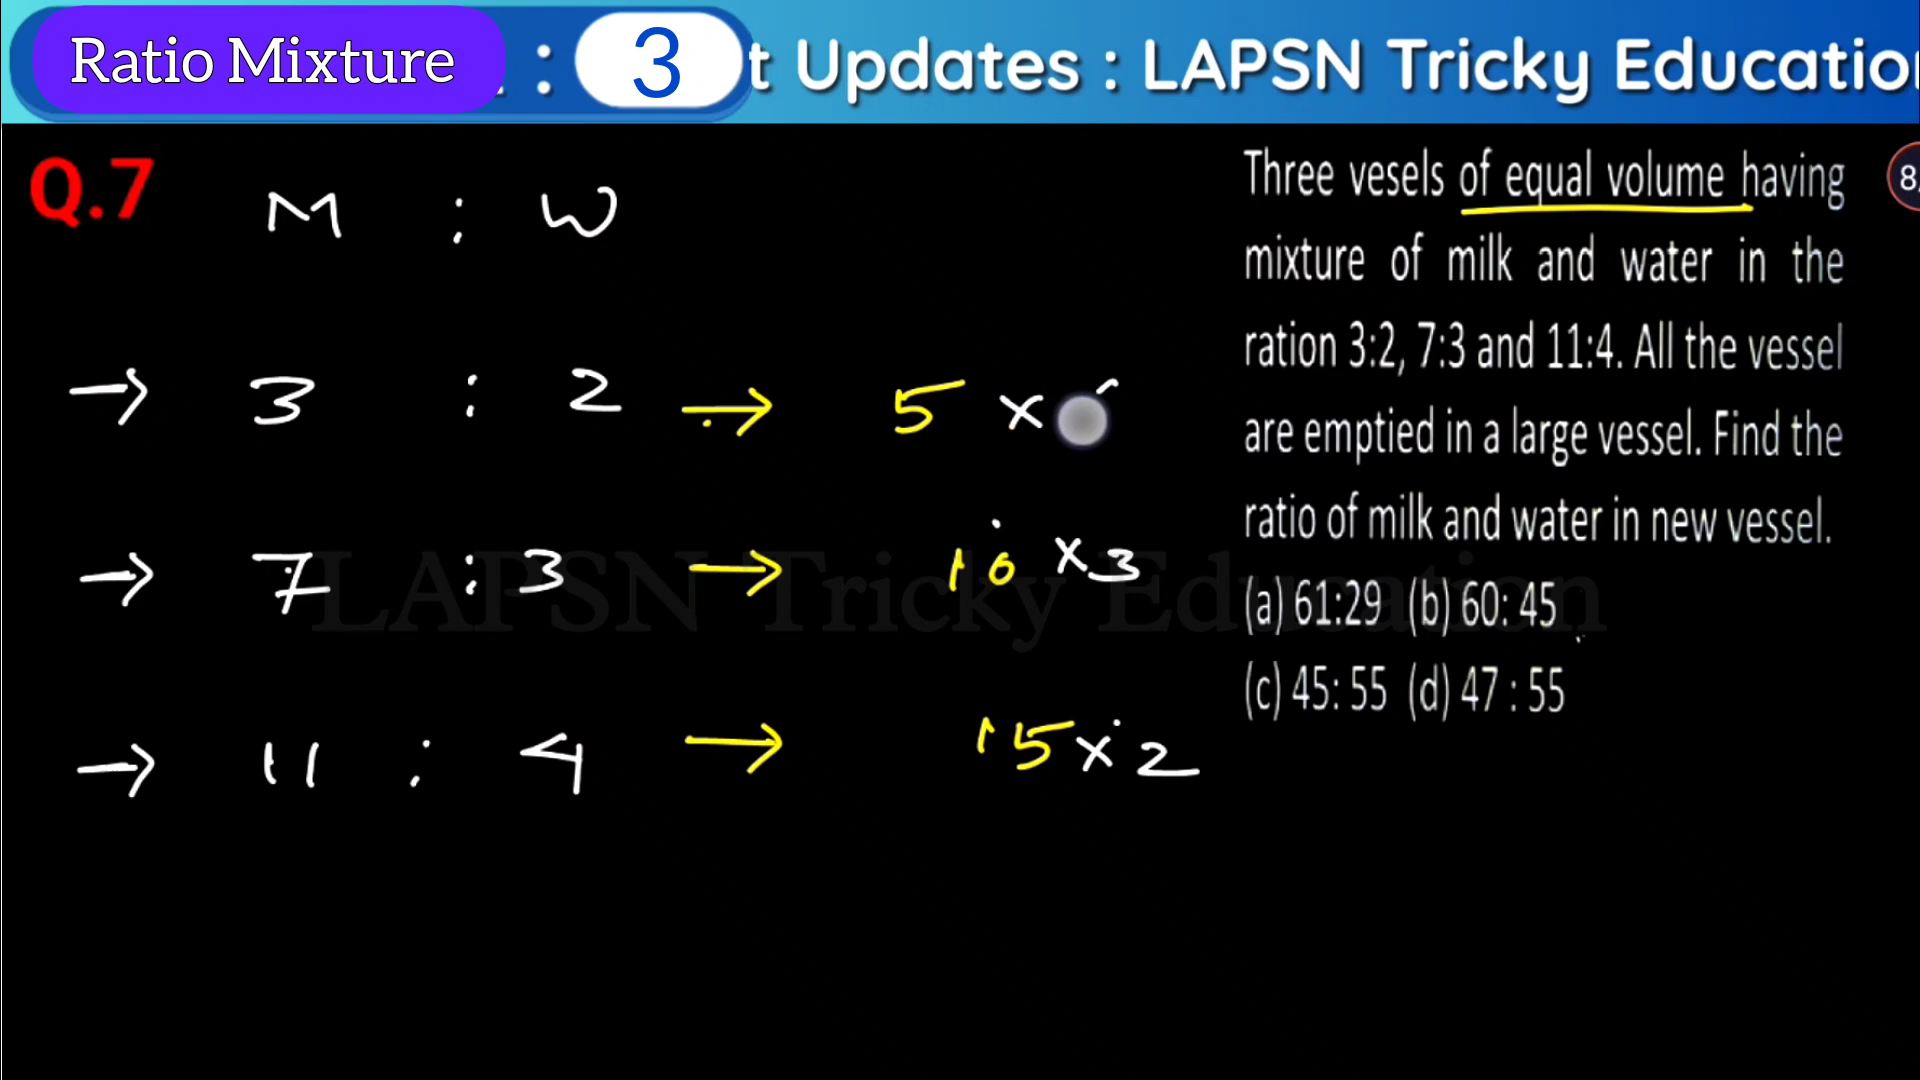 Ratio Mixture : 3 t Updates : LAPSN Tricky Education
Q.7
M : W
→ 3 : 2 → 5 ×
→ 7 : 3 → 10 ×3
→ 11 : 4 → 15×2
Three vesels of equal volume having
mixture of milk and water in the
ration 3:2, 7:3 and 11:4. All the vessel
are emptied in a large vessel. Find the
ratio of milk and water in new vessel.
(a) 61:29 (b) 60: 45
(c) 45: 55 (d) 47 : 55
8
LAPSN Tricky Education